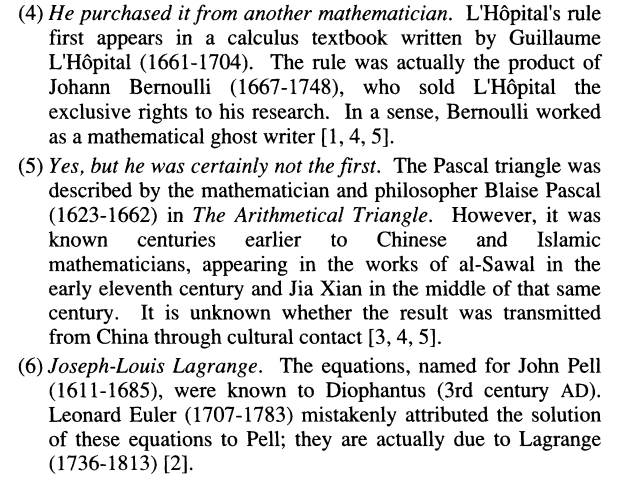 (4) He purchased it from another mathematician. L'Hôpital's rule
first appears in a calculus textbook written by Guillaume
L'Hôpital (1661-1704). The rule was actually the product of
Johann Bernoulli (1667-1748), who sold L'Hôpital the
exclusive rights to his research. In a sense, Bernoulli worked
as a mathematical ghost writer [1, 4, 5].
(5) Yes, but he was certainly not the first. The Pascal triangle was
described by the mathematician and philosopher Blaise Pascal
(1623-1662) in The Arithmetical Triangle. However, it was
known centuries earlier to Chinese and Islamic
mathematicians, appearing in the works of al-Sawal in the
early eleventh century and Jia Xian in the middle of that same
century. It is unknown whether the result was transmitted
from China through cultural contact [3, 4, 5].
(6) Joseph-Louis Lagrange. The equations, named for John Pell
(1611-1685), were known to Diophantus (3rd century AD).
Leonard Euler (1707-1783) mistakenly attributed the solution
of these equations to Pell; they are actually due to Lagrange
(1736-1813) [2].